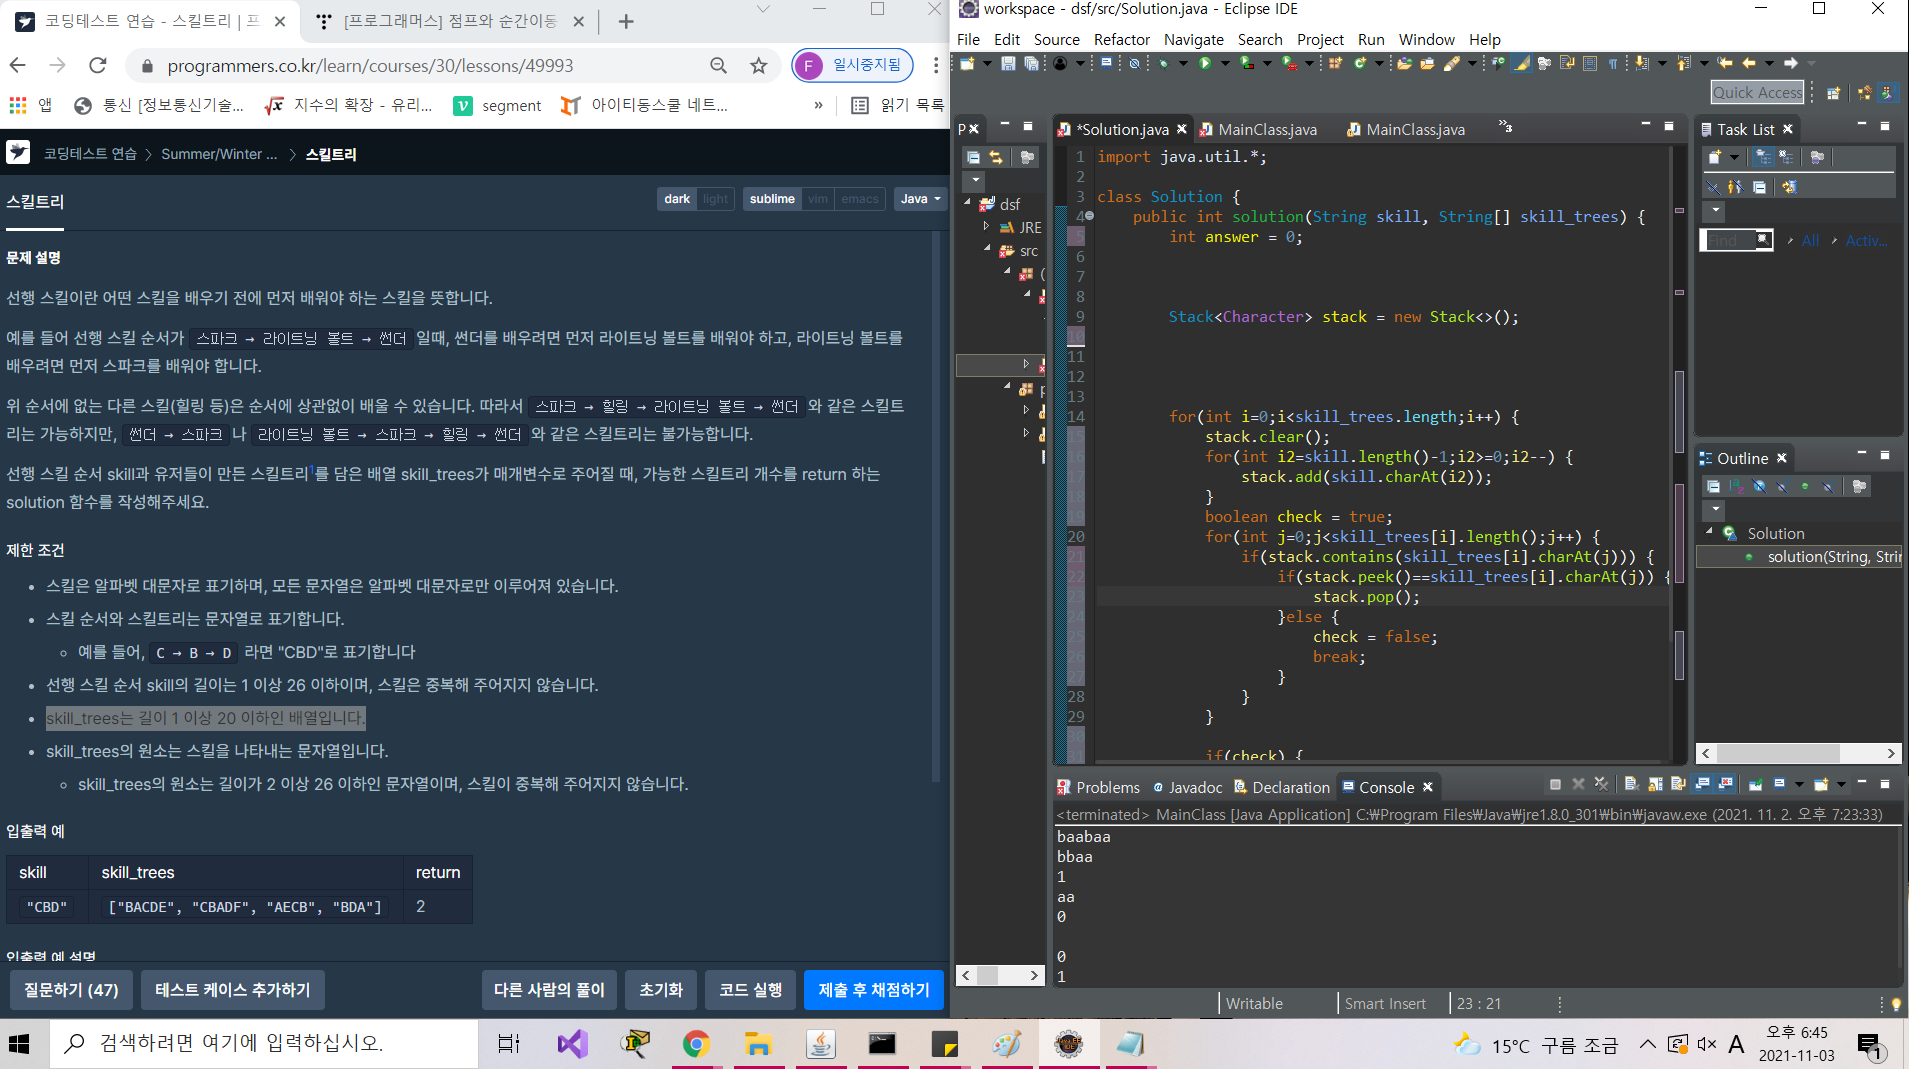 코딩테스트 연습 - 스킬트리 | 프
[프로그래머스] 점프와 순간이동
programmers.co.kr/learn/courses/30/lessons/49993
F 일시중지됨
앱
통신 [정보통신기술...
지수의 확장 - 유리...
segment
아이티동스쿨 네트...
»
읽기 목록
코딩테스트 연습 > Summer/Winter ... > 스킬트리
스킬트리
dark light
sublime vim emacs
Java
문제 설명
선행 스킬이란 어떤 스킬을 배우기 전에 먼저 배워야 하는 스킬을 뜻합니다.
예를 들어 선행 스킬 순서가 스파크 → 라이트닝 볼트 → 썬더 일때, 썬더를 배우려면 먼저 라이트닝 볼트를 배워야 하고, 라이트닝 볼트를
배우려면 먼저 스파크를 배워야 합니다.
위 순서에 없는 다른 스킬(힐링 등)은 순서에 상관없이 배울 수 있습니다. 따라서 스파크 → 힐링 → 라이트닝 볼트 → 썬더 와 같은 스킬트
리는 가능하지만, 썬더 → 스파크 나 라이트닝 볼트 → 스파크 → 힐링 → 썬더 와 같은 스킬트리는 불가능합니다.
선행 스킬 순서 skill과 유저들이 만든 스킬트리1를 담은 배열 skill_trees가 매개변수로 주어질 때, 가능한 스킬트리 개수를 return 하는
solution 함수를 작성해주세요.
제한 조건
• 스킬은 알파벳 대문자로 표기하며, 모든 문자열은 알파벳 대문자로만 이루어져 있습니다.
• 스킬 순서와 스킬트리는 문자열로 표기합니다.
◦ 예를 들어, C → B → D 라면 "CBD"로 표기합니다
• 선행 스킬 순서 skill의 길이는 1 이상 26 이하이며, 스킬은 중복해 주어지지 않습니다.
• skill_trees는 길이 1 이상 20 이하인 배열입니다.
• skill_trees의 원소는 스킬을 나타내는 문자열입니다.
◦ skill_trees의 원소는 길이가 2 이상 26 이하인 문자열이며, 스킬이 중복해 주어지지 않습니다.
입출력 예
skill skill_trees return
"CBD" ["BACDE", "CBADF", "AECB", "BDA"] 2
입출력 예 설명
질문하기 (47)
테스트 케이스 추가하기
다른 사람의 풀이
초기화
코드 실행
제출 후 채점하기
workspace - dsf/src/Solution.java - Eclipse IDE
File Edit Source Refactor Navigate Search Project Run Window Help
Quick Access
P
dsf
JRE
src
(
p
*Solution.java
MainClass.java
MainClass.java
»3
1 import java.util.*;
2
3 class Solution {
4 public int solution(String skill, String[] skill_trees) {
5 int answer = 0;
6
7
8
9 Stack<Character> stack = new Stack<>();
10
11
12
13
14 for(int i=0;i<skill_trees.length;i++) {
15 stack.clear();
16 for(int i2=skill.length()-1;i2>=0;i2--) {
17 stack.add(skill.charAt(i2));
18 }
19 boolean check = true;
20 for(int j=0;j<skill_trees[i].length();j++) {
21 if(stack.contains(skill_trees[i].charAt(j))) {
22 if(stack.peek()==skill_trees[i].charAt(j)) {
23 stack.pop();
24 }else {
25 check = false;
26 break;
27 }
28 }
29 }
30
31 if(check) {
Task List
Find
All
Activ...
Outline
Solution
solution(String, Stri
Problems
Javadoc
Declaration
Console
<terminated> MainClass [Java Application] C:₩Program Files₩Java₩jre1.8.0_301₩bin₩javaw.exe (2021. 11. 2. 오후 7:23:33)
baabaa
bbaa
1
aa
0
0
1
Writable
Smart Insert
23 : 21
검색하려면 여기에 입력하십시오.
15°C 구름 조금
A
오후 6:45
2021-11-03
1